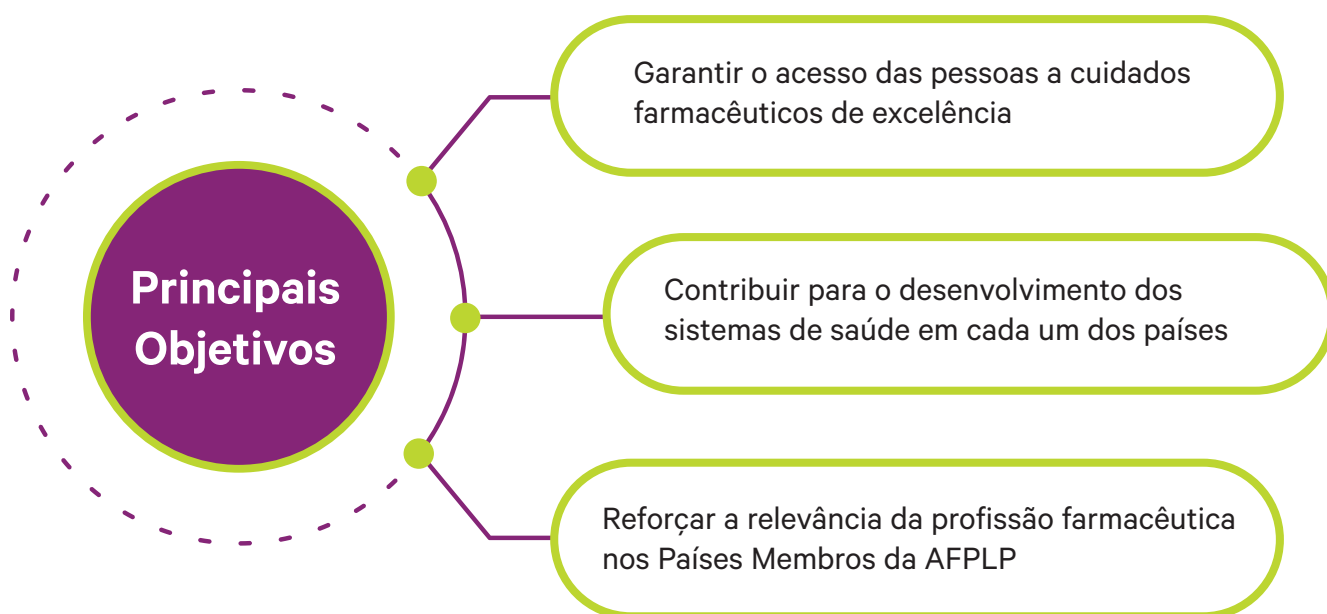 Principais
Objetivos
Garantir o acesso das pessoas a cuidados
farmacêuticos de excelência
Contribuir para o desenvolvimento dos
sistemas de saúde em cada um dos países
Reforçar a relevância da profissão farmacêutica
nos Países Membros da AFPLP